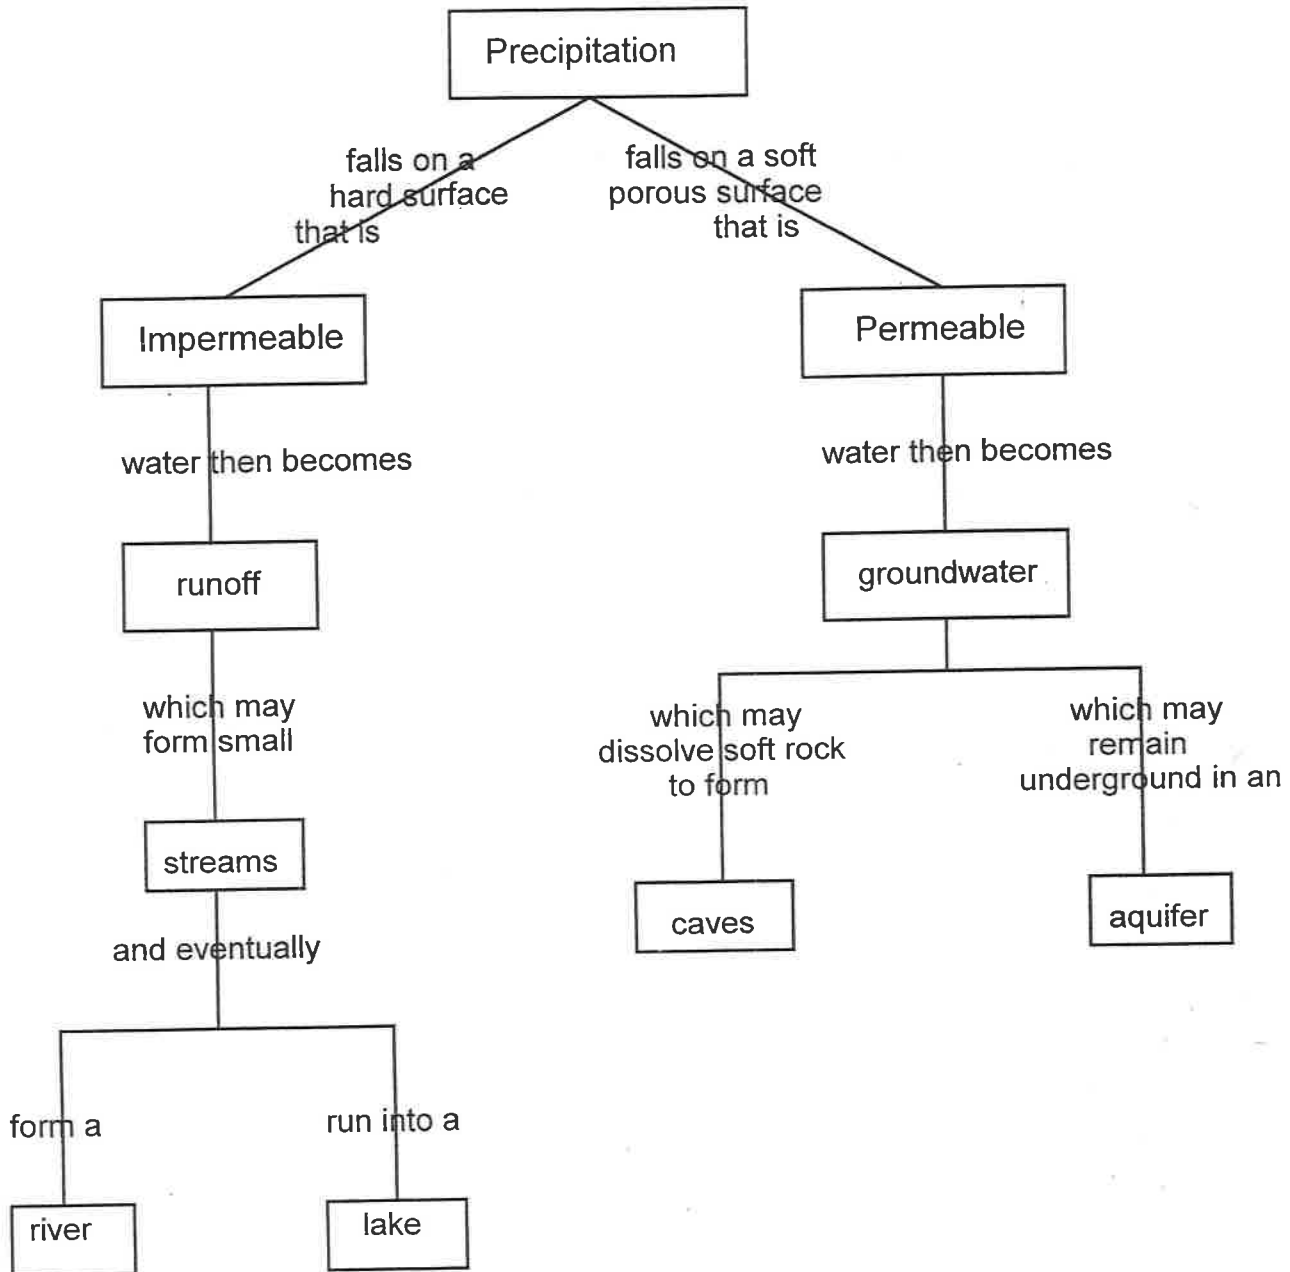 Precipitation
falls on a
hard surface
that is
falls on a soft
porous surface
that is
Impermeable
Permeable
water then becomes
water then becomes
runoff
groundwater
which may
form small
which may
dissolve soft rock
to form
which may
remain
underground in an
streams
caves
aquifer
and eventually
form a
run into a
river
lake